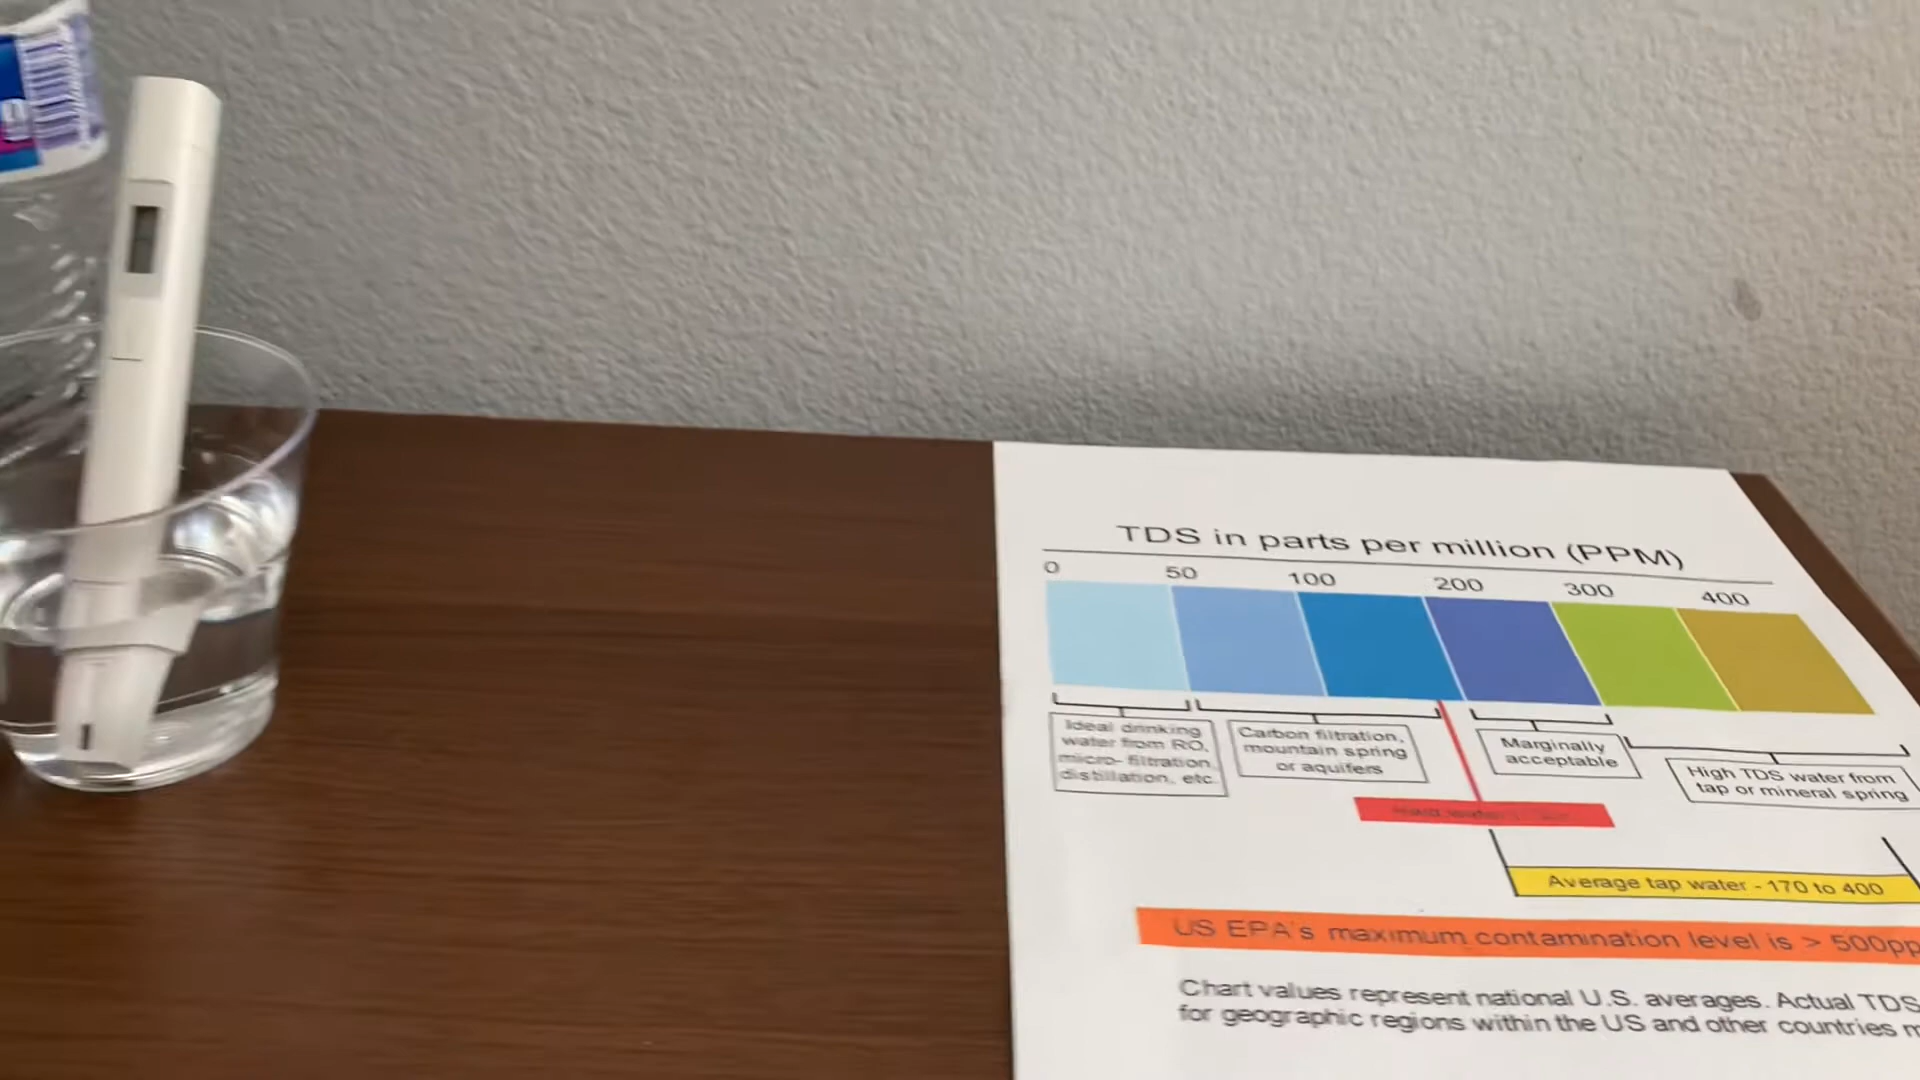 TDS in parts per million (PPM)
0 50 100 200 300 400
Ideal drinking
water from RO,
micro- filtration,
distillation, etc.
Carbon filtration,
mountain spring
or aquifers
Marginally
acceptable
High TDS water from
tap or mineral spring
Hard water
Average tap water - 170 to 400
US EPA's maximum contamination level is > 500pp
Chart values represent national U.S. averages. Actual TDS
for geographic regions within the US and other countries m